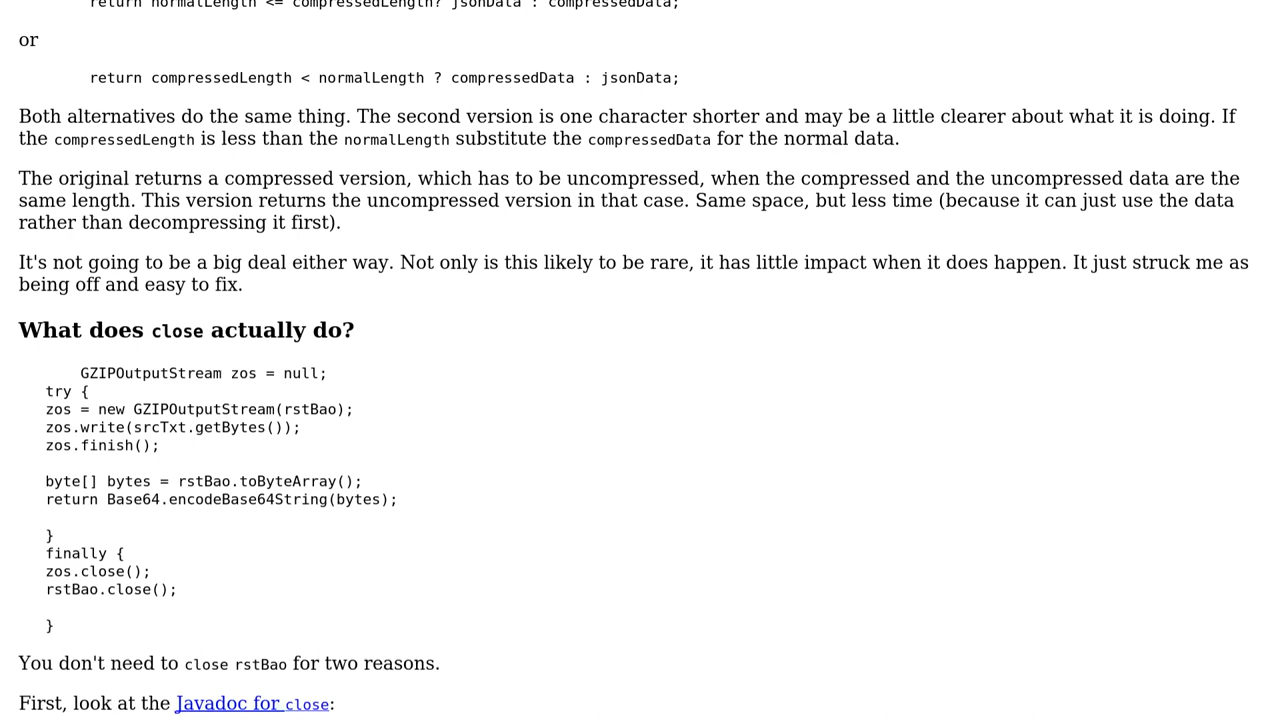 return normalLength <= compressedLength? jsonData : compressedData;
or
return compressedLength < normalLength ? compressedData : jsonData;
Both alternatives do the same thing. The second version is one character shorter and may be a little clearer about what it is doing. If
the compressedLength is less than the normalLength substitute the compressedData for the normal data.
The original returns a compressed version, which has to be uncompressed, when the compressed and the uncompressed data are the
same length. This version returns the uncompressed version in that case. Same space, but less time (because it can just use the data
rather than decompressing it first).
It's not going to be a big deal either way. Not only is this likely to be rare, it has little impact when it does happen. It just struck me as
being off and easy to fix.
What does close actually do?
GZIPOutputStream zos = null;
try {
zos = new GZIPOutputStream(rstBao);
zos.write(srcTxt.getBytes());
zos.finish();
byte[] bytes = rstBao.toByteArray();
return Base64.encodeBase64String(bytes);
}
finally {
zos.close();
rstBao.close();
}
You don't need to close rstBao for two reasons.
First, look at the Javadoc for close: